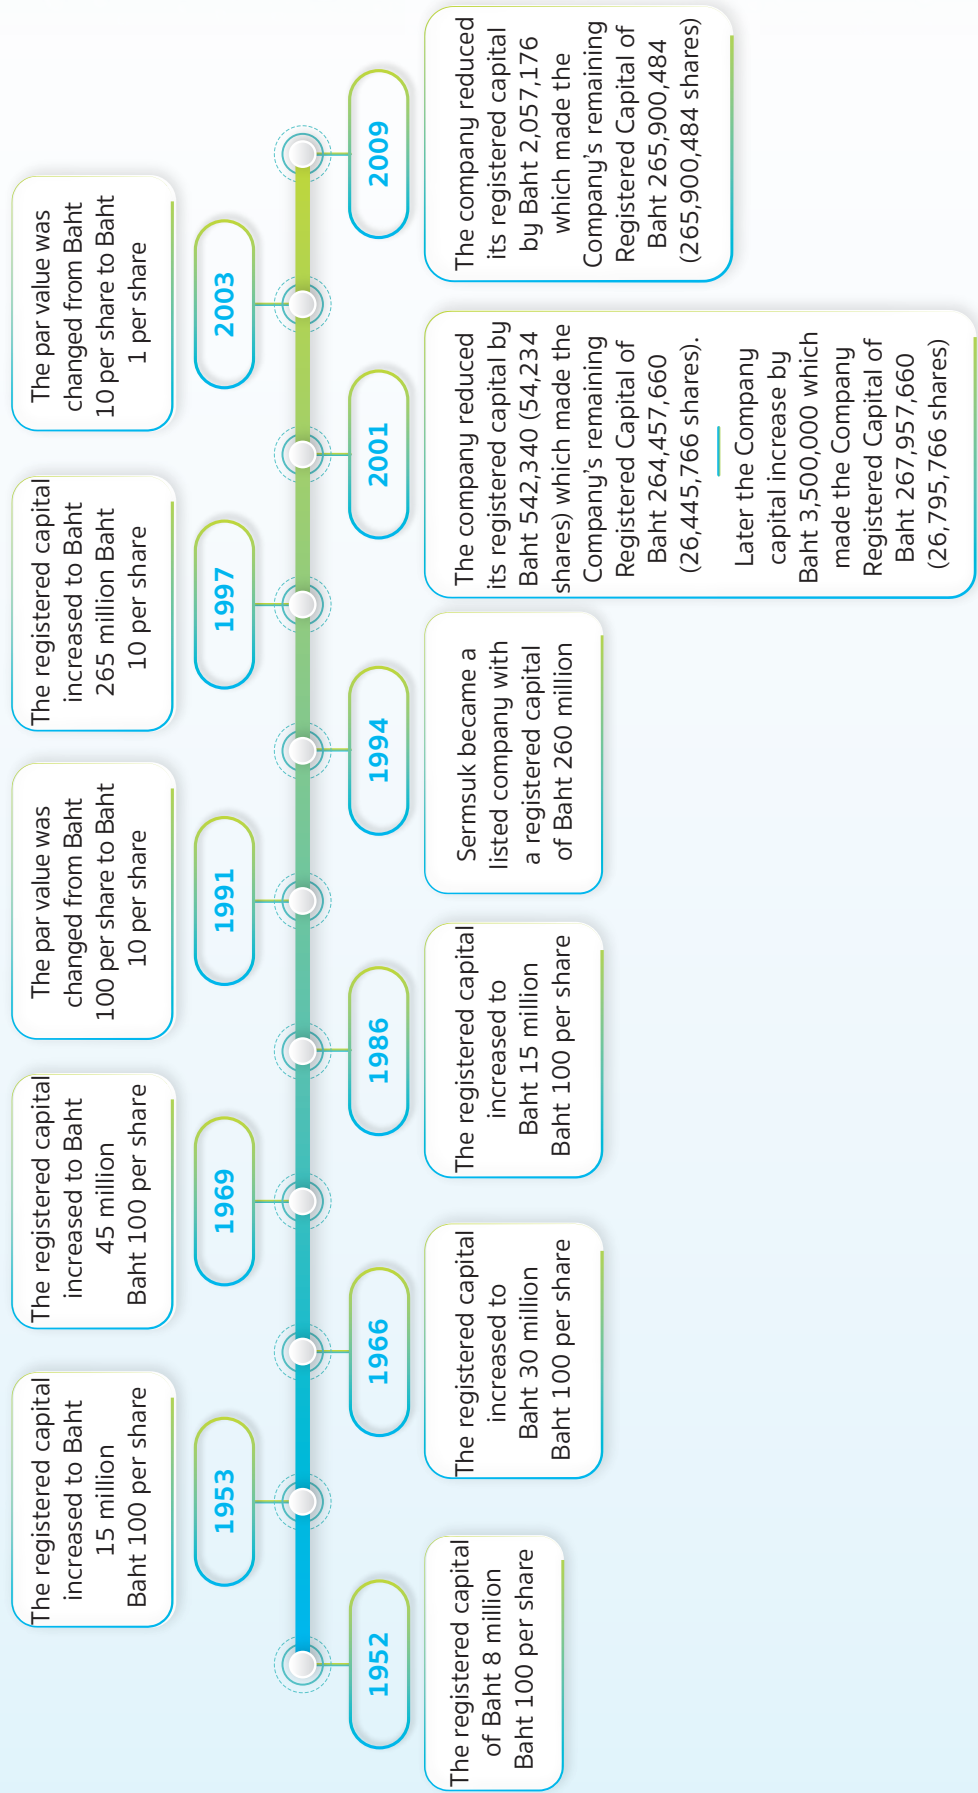 1952
The registered capital
of Baht 8 million
Baht 100 per share
1953
The registered capital
increased to Baht
15 million
Baht 100 per share
1966
The registered capital
increased to
Baht 30 million
Baht 100 per share
1969
The registered capital
increased to Baht
45 million
Baht 100 per share
1986
The registered capital
increased to
Baht 15 million
Baht 100 per share
1991
The par value was
changed from Baht
100 per share to Baht
10 per share
1994
Sermsuk became a
listed company with
a registered capital
of Baht 260 million
1997
The registered capital
increased to Baht
265 million Baht
10 per share
2001
The company reduced
its registered capital by
Baht 542,340 (54,234
shares) which made the
Company's remaining
Registered Capital of
Baht 264,457,660
(26,445,766 shares).
Later the Company
capital increase by
Baht 3,500,000 which
made the Company
Registered Capital of
Baht 267,957,660
(26,795,766 shares)
2003
The par value was
changed from Baht
10 per share to Baht
1 per share
2009
The company reduced
its registered capital
by Baht 2,057,176
which made the
Company's remaining
Registered Capital of
Baht 265,900,484
(265,900,484 shares)